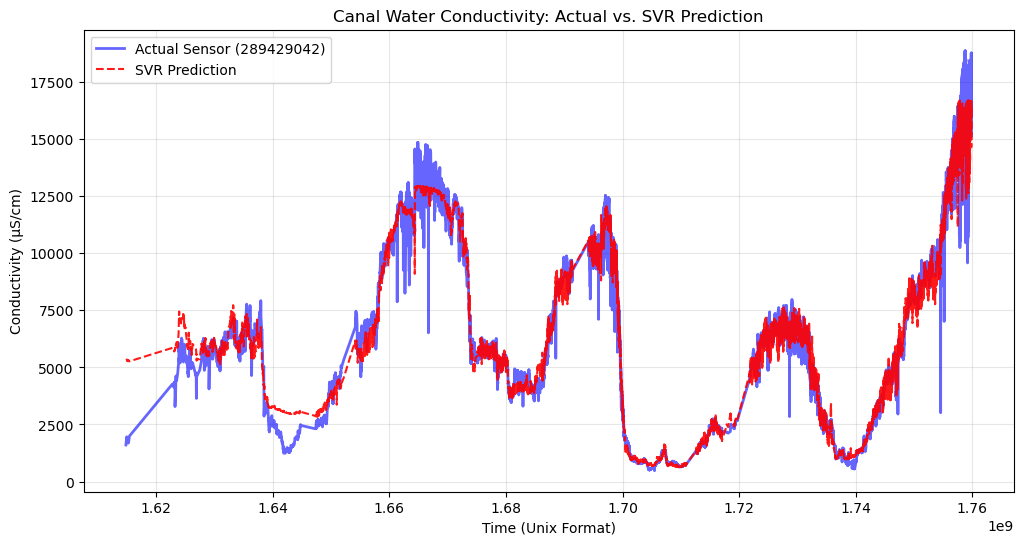 Canal Water Conductivity: Actual vs. SVR Prediction
Actual Sensor (289429042)
SVR Prediction
Conductivity (µS/cm)
17500
15000
12500
10000
7500
5000
2500
0
1.62 1.64 1.66 1.68 1.70 1.72 1.74 1.76
1e9
Time (Unix Format)